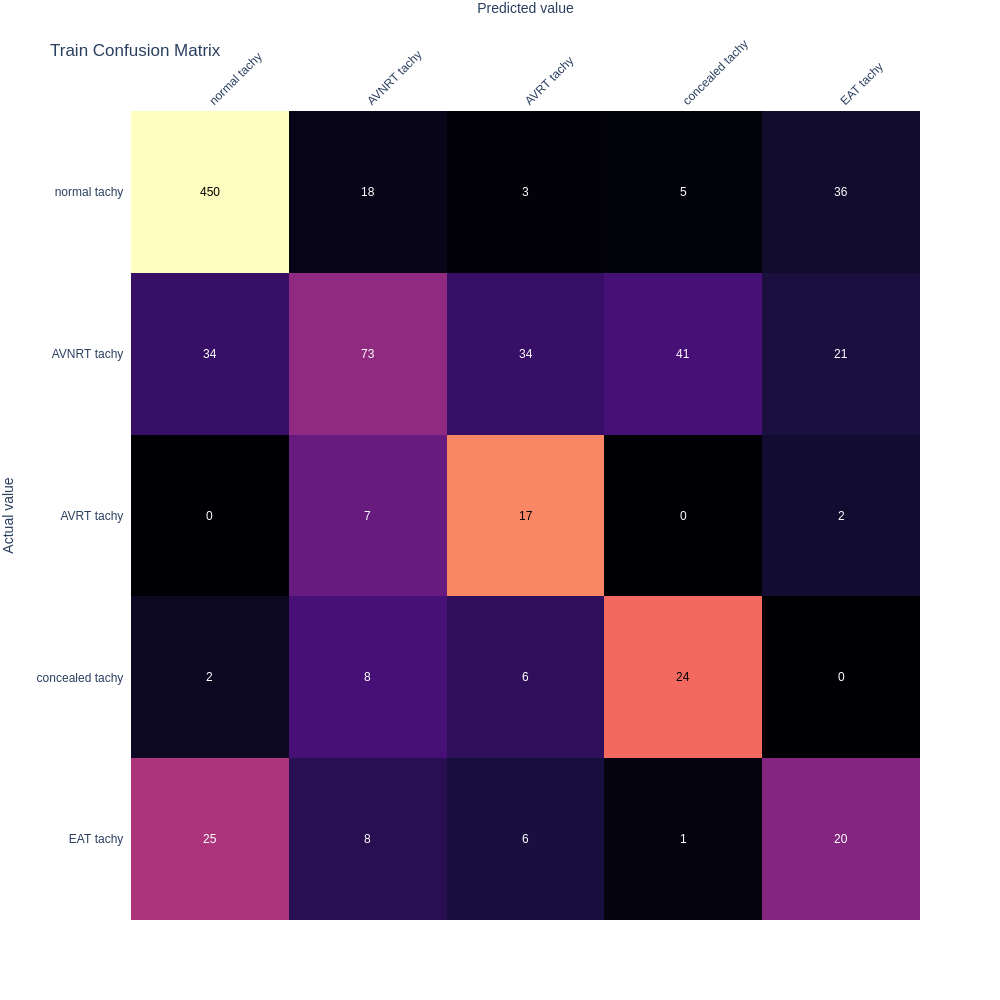 Predicted value
Train Confusion Matrix
normal tachy AVNRT tachy AVRT tachy concealed tachy EAT tachy
normal tachy 450 18 3 5 36
AVNRT tachy 34 73 34 41 21
AVRT tachy 0 7 17 0 2
concealed tachy 2 8 6 24 0
EAT tachy 25 8 6 1 20
Actual value